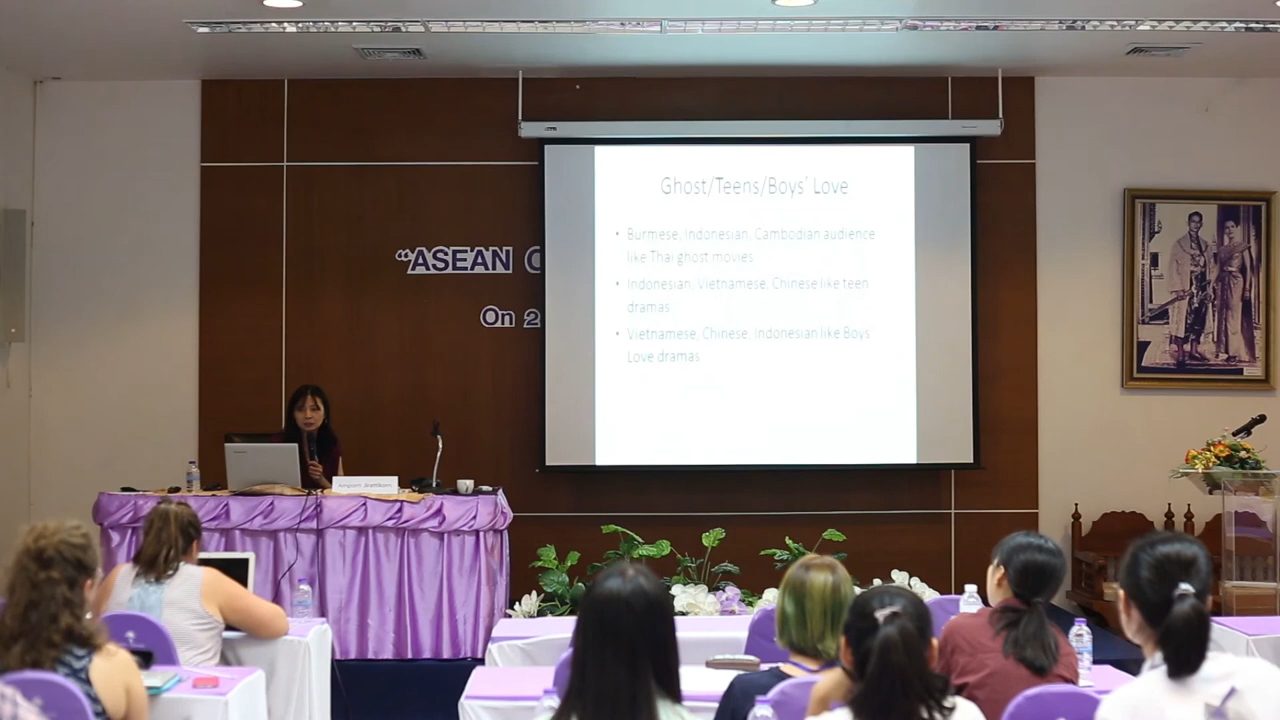 Ghost/Teens/Boys' Love
• Burmese, Indonesian, Cambodian audience
like Thai ghost movies
• Indonesian, Vietnamese, Chinese like teen
dramas
• Vietnamese, Chinese, Indonesian like Boys'
Love dramas
"ASEAN
On 2
Jirattikorn